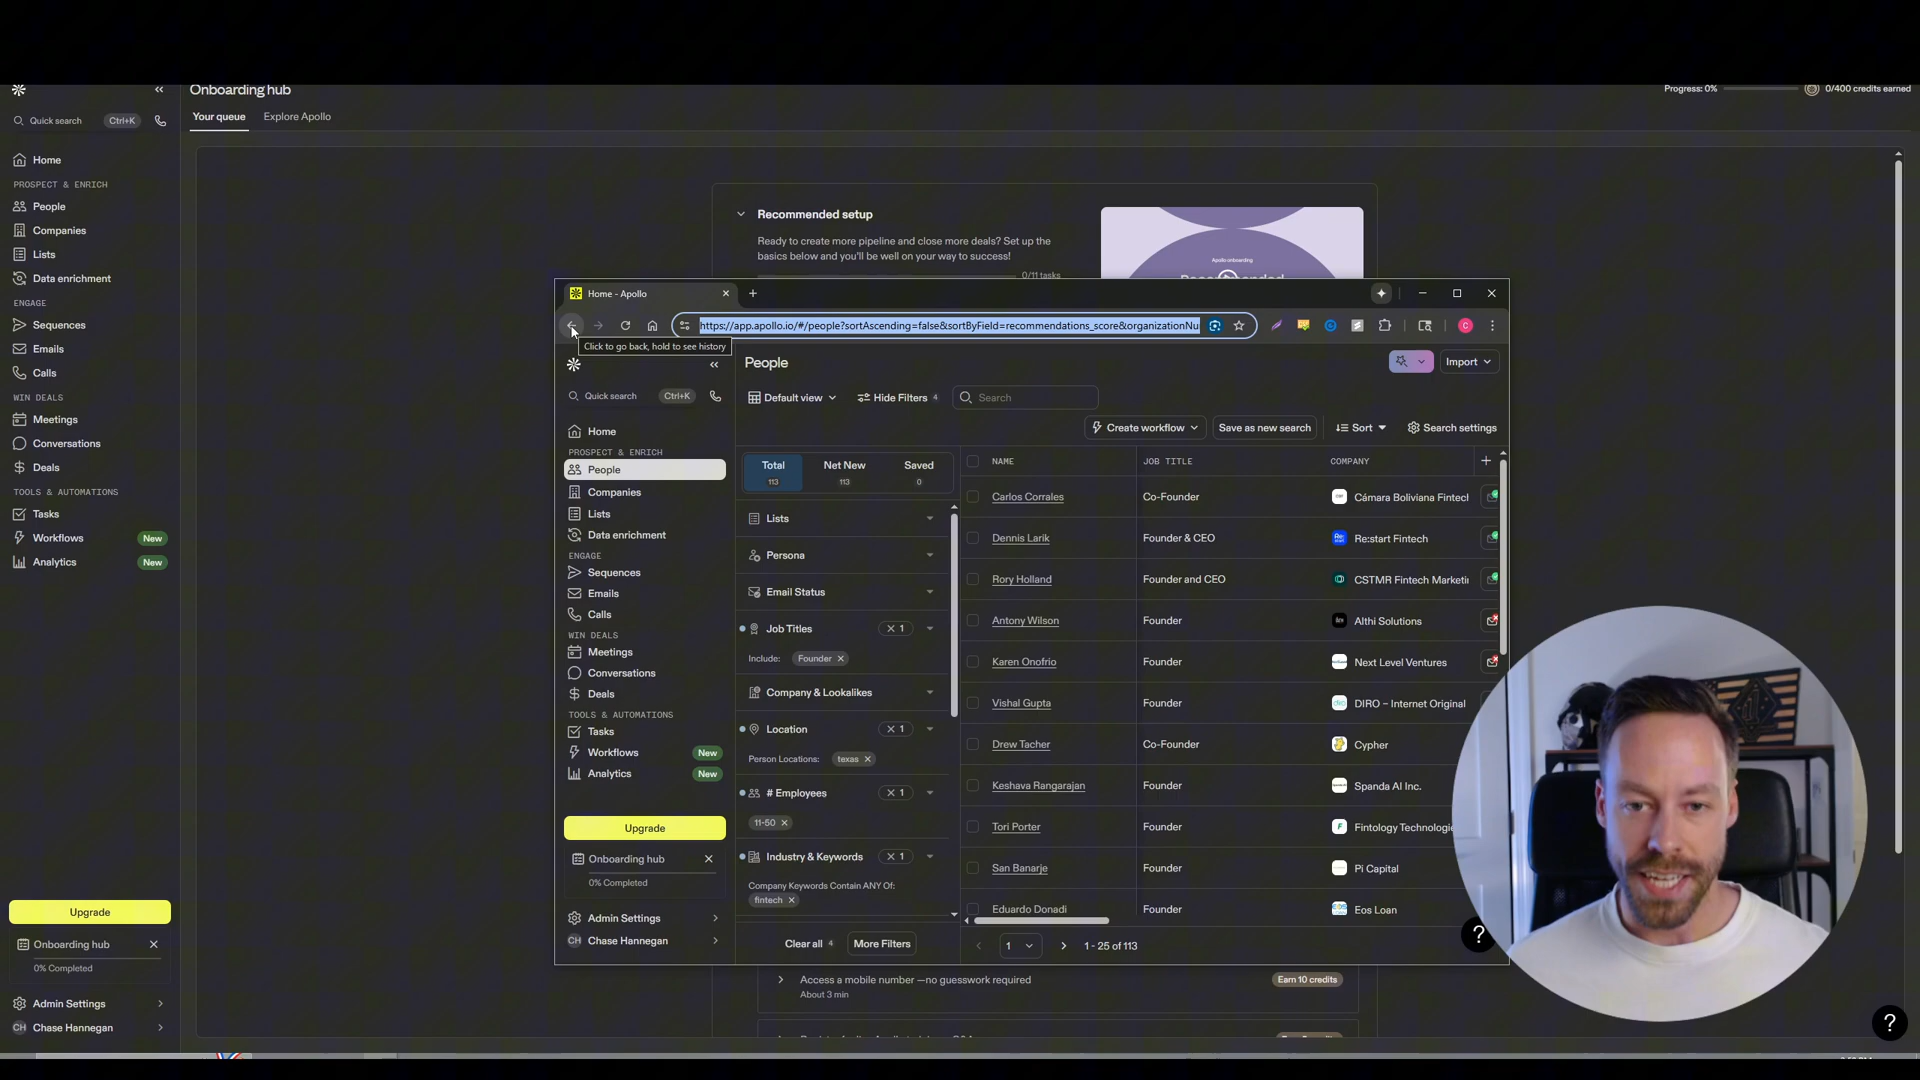 Onboarding hub
Progress: 0%
0/400 credits earned
Quick search
Ctrl+K
Your queue
Explore Apollo
Home
PROSPECT & ENRICH
People
Companies
Lists
Data enrichment
ENGAGE
Sequences
Emails
Calls
WIN DEALS
Meetings
Conversations
Deals
TOOLS & AUTOMATIONS
Tasks
Workflows
New
Analytics
New
Upgrade
Onboarding hub
0% Completed
Admin Settings
CH
Chase Hannegan
Recommended setup
Ready to create more pipeline and close more deals? Set up the
basics below and you'll be well on your way to success!
0/11 tasks
Apollo onboarding
Home - Apollo
https://app.apollo.io/#/people?sortAscending=false&sortByField=recommendations_score&organizationNu
C
Click to go back, hold to see history
Quick search
Ctrl+K
Home
PROSPECT & ENRICH
People
Companies
Lists
Data enrichment
ENGAGE
Sequences
Emails
Calls
WIN DEALS
Meetings
Conversations
Deals
TOOLS & AUTOMATIONS
Tasks
Workflows
New
Analytics
New
Upgrade
Onboarding hub
0% Completed
Admin Settings
CH
Chase Hannegan
People
Import
Default view
Hide Filters 4
Search
Create workflow
Save as new search
Sort
Search settings
Total
113
Net New
113
Saved
0
Lists
Persona
Email Status
Job Titles
1
Include:
Founder
Company & Lookalikes
Location
1
Person Locations:
texas
# Employees
1
11-50
Industry & Keywords
1
Company Keywords Contain ANY Of:
fintech
Clear all 4
More Filters
NAME
JOB TITLE
COMPANY
Carlos Corrales
Co-Founder
Cámara Boliviana Fintech
Dennis Larik
Founder & CEO
Re:start Fintech
Rory Holland
Founder and CEO
CSTMR Fintech Marketi
Antony Wilson
Founder
Althi Solutions
Karen Onofrio
Founder
Next Level Ventures
Vishal Gupta
Founder
DIRO – Internet Original
Drew Tacher
Co-Founder
Cypher
Keshava Rangarajan
Founder
Spanda AI Inc.
Tori Porter
Founder
Fintology Technologie
San Banarje
Founder
Pi Capital
Eduardo Donadi
Founder
Eos Loan
1
1 - 25 of 113
?
Access a mobile number —no guesswork required
About 3 min
Earn 10 credits
?